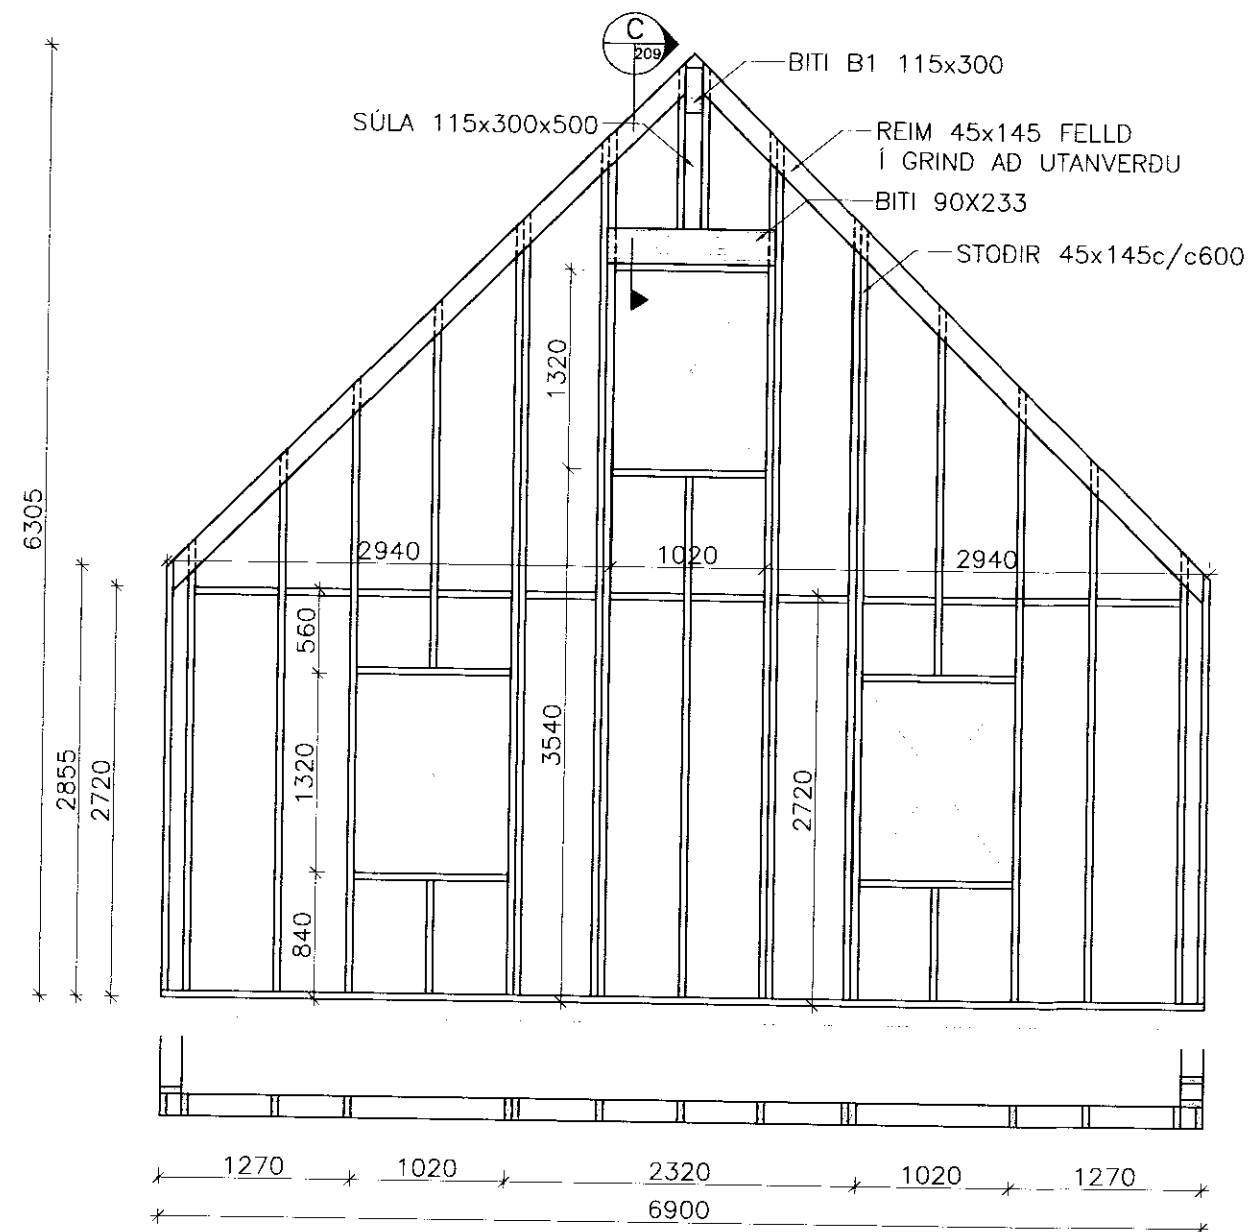 C
209
BITI B1 115x300
SÚLA 115x300x500
REIM 45x145 FELLD
Í GRIND AÐ UTANVERÐU
BITI 90X233
STOÐIR 45x145c/c600
1320
6305
2940
1020
2940
560
3540
2855
2720
1320
2720
840
1270
1020
2320
1020
1270
6900